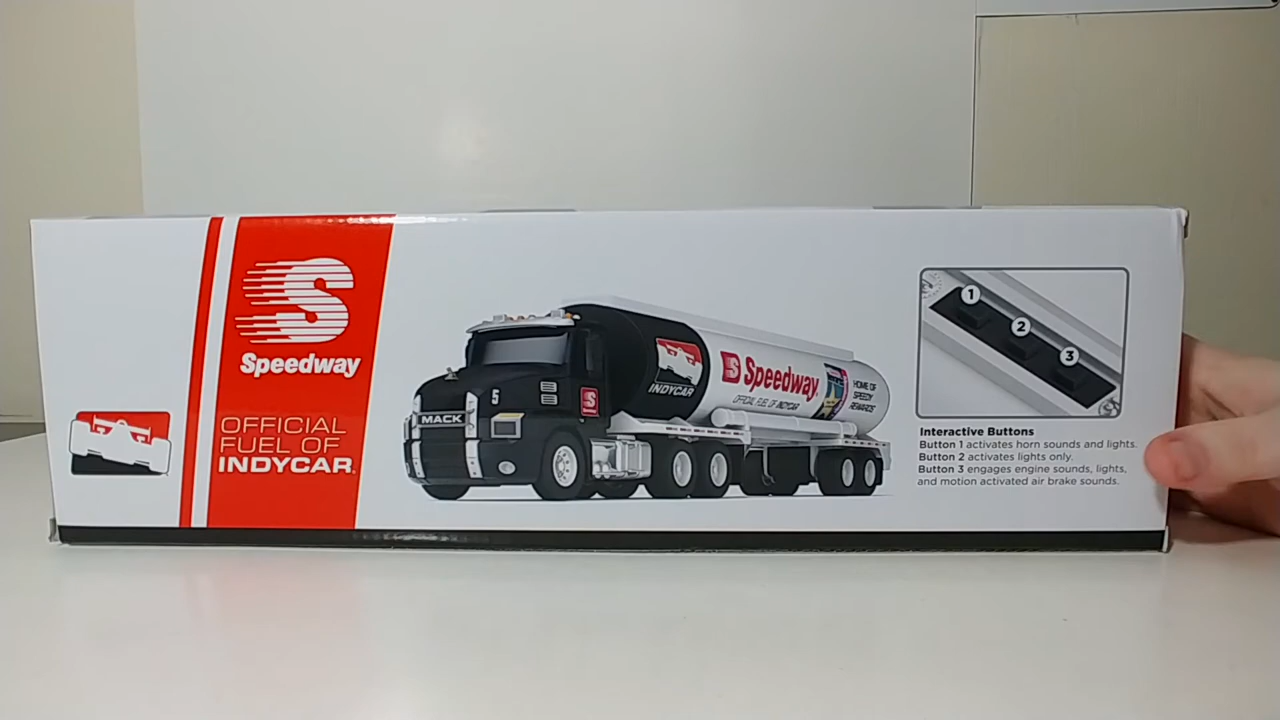 S
Speedway
OFFICIAL
FUEL OF
INDYCAR®
MACK
5
S
Speedway
INDYCAR
S Speedway
OFFICIAL FUEL OF INDYCAR
HOME OF
SPEEDY
REWARDS
1
2
3
Interactive Buttons
Button 1 activates horn sounds and lights.
Button 2 activates lights only.
Button 3 engages engine sounds, lights,
and motion activated air brake sounds.